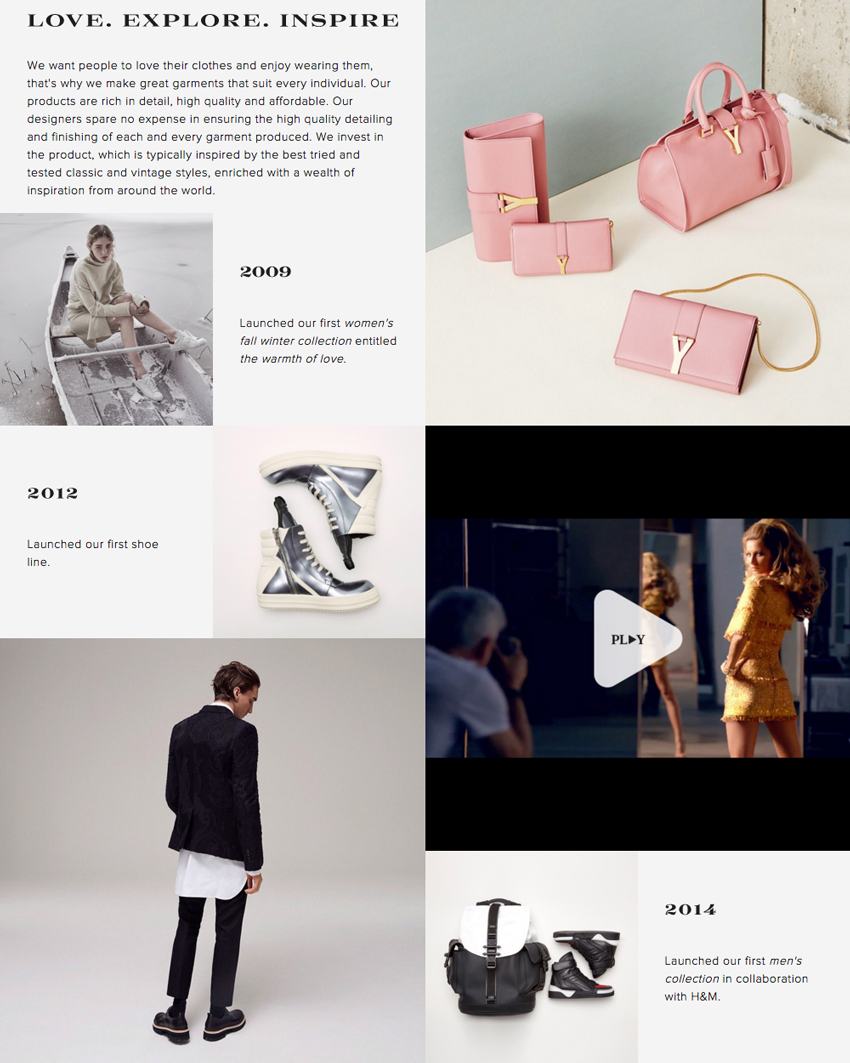 LOVE. EXPLORE. INSPIRE
We want people to love their clothes and enjoy wearing them,
that's why we make great garments that suit every individual. Our
products are rich in detail, high quality and affordable. Our
designers spare no expense in ensuring the high quality detailing
and finishing of each and every garment produced. We invest in
the product, which is typically inspired by the best tried and
tested classic and vintage styles, enriched with a wealth of
inspiration from around the world.
2009
Launched our first women's
fall winter collection entitled
the warmth of love.
2012
Launched our first shoe
line.
PLAY
2014
Launched our first men's
collection in collaboration
with H&M.